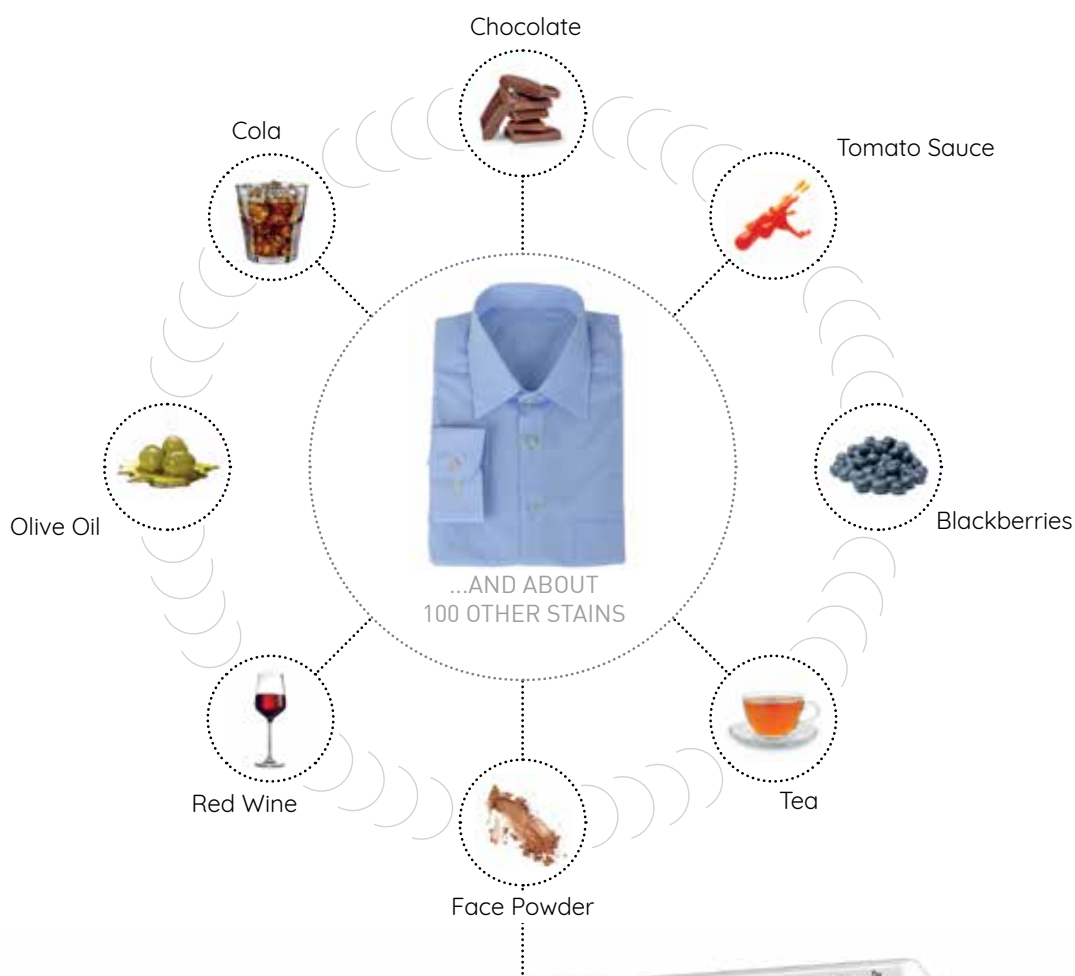 Chocolate
Cola
Tomato Sauce
Olive Oil
Blackberries
...AND ABOUT
100 OTHER STAINS
Red Wine
Tea
Face Powder